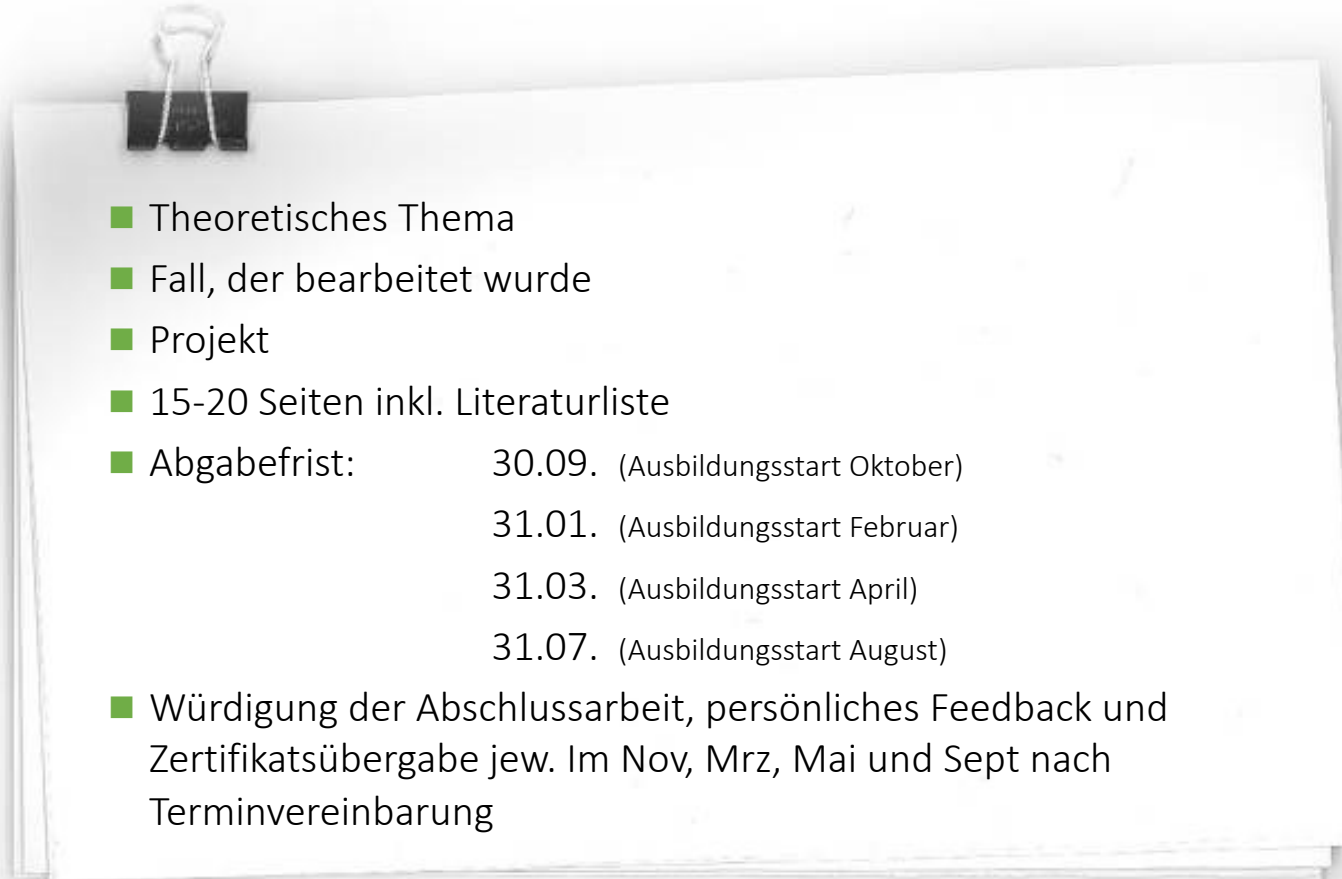 Theoretisches Thema
Fall, der bearbeitet wurde
Projekt
15-20 Seiten inkl. Literaturliste
Abgabefrist: 30.09. (Ausbildungsstart Oktober)
31.01. (Ausbildungsstart Februar)
31.03. (Ausbildungsstart April)
31.07. (Ausbildungsstart August)
Würdigung der Abschlussarbeit, persönliches Feedback und
Zertifikatsübergabe jew. Im Nov, Mrz, Mai und Sept nach
Terminvereinbarung